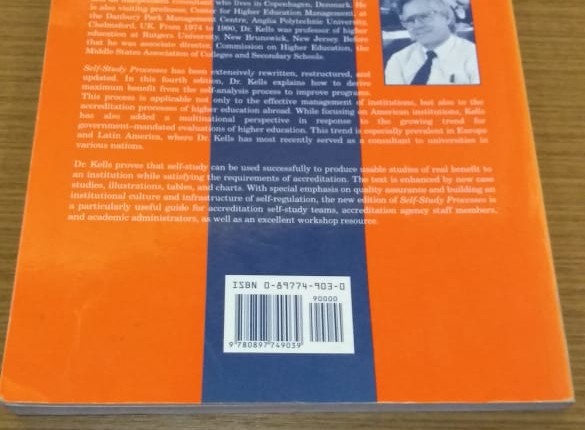 is an independent consultant who lives in Copenhagen, Denmark. He
is also visiting professor, Center for Higher Education Management, at
the Danbury Park Management Centre, Anglia Polytechnic University,
Chelmsford, UK. From 1974 to 1990, Dr. Kells was professor of higher
education at Rutgers University, New Brunswick, New Jersey. Before
that he was associate director, Commission on Higher Education, the
Middle States Association of Colleges and Secondary Schools.
Self-Study Processes has been extensively rewritten, restructured, and
updated. In this fourth edition, Dr. Kells explains how to derive
maximum benefit from the self-analysis process to improve programs.
This process is applicable not only to the effective management of institutions, but also to the
accreditation processes of higher education abroad. While focusing on American institutions, Kells
has also added a multinational perspective in response to the growing trend for
government-mandated evaluations of higher education. This trend is especially prevalent in Europe
and Latin America, where Dr. Kells has most recently served as a consultant to universities in
various nations.
Dr. Kells proves that self-study can be used successfully to produce usable studies of real benefit to
an institution while satisfying the requirements of accreditation. The text is enhanced by new case
studies, illustrations, tables, and charts. With special emphasis on quality assurance and building an
institutional culture and infrastructure of self-regulation, the new edition of Self-Study Processes is
a particularly useful guide for accreditation self-study teams, accreditation agency staff members,
and academic administrators, as well as an excellent workshop resource.
ISBN 0-89774-903-0
90000
9 780897 749039